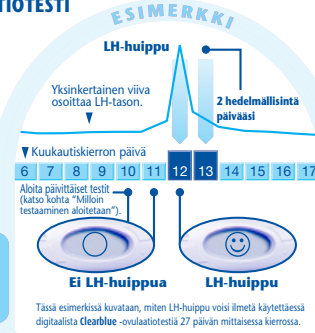 IOTESTI
ESIMERKKI
LH-huippu
Yksinkertainen viiva
osoittaa LH-tason.
2 hedelmällisintä
päivääsi
Kuukautiskierron päivä
6 7 8 9 10 11 12 13 14 15 16 17
Aloita päivittäiset testit
(katso kohta "Milloin
testaaminen aloitetaan").
Ei LH-huippua
LH-huippu
Tässä esimerkissä kuvataan, miten LH-huippu voisi ilmetä käytettäessä
digitaalista Clearblue -ovulaatiotestiä 27 päivän mittaisessa kierrossa.